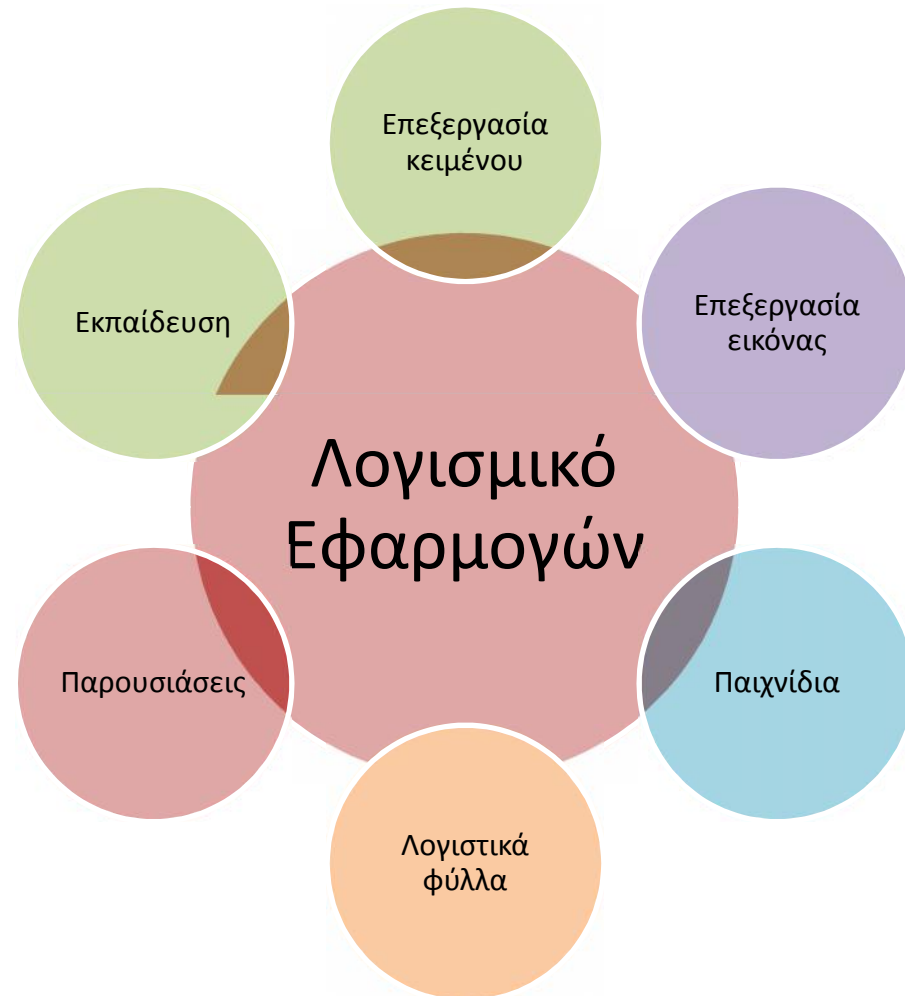 Επεξεργασία
κειμένου
Επεξεργασία
εικόνας
Εκπαίδευση
Λογισμικό
Εφαρμογών
Παρουσιάσεις
Παιχνίδια
Λογιστικά
φύλλα